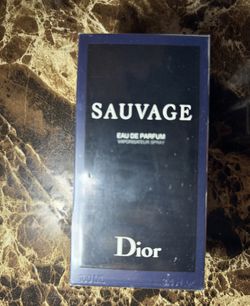 SAUVAGE
EAU DE PARFUM
VAPORISATEUR SPRAY
Dior